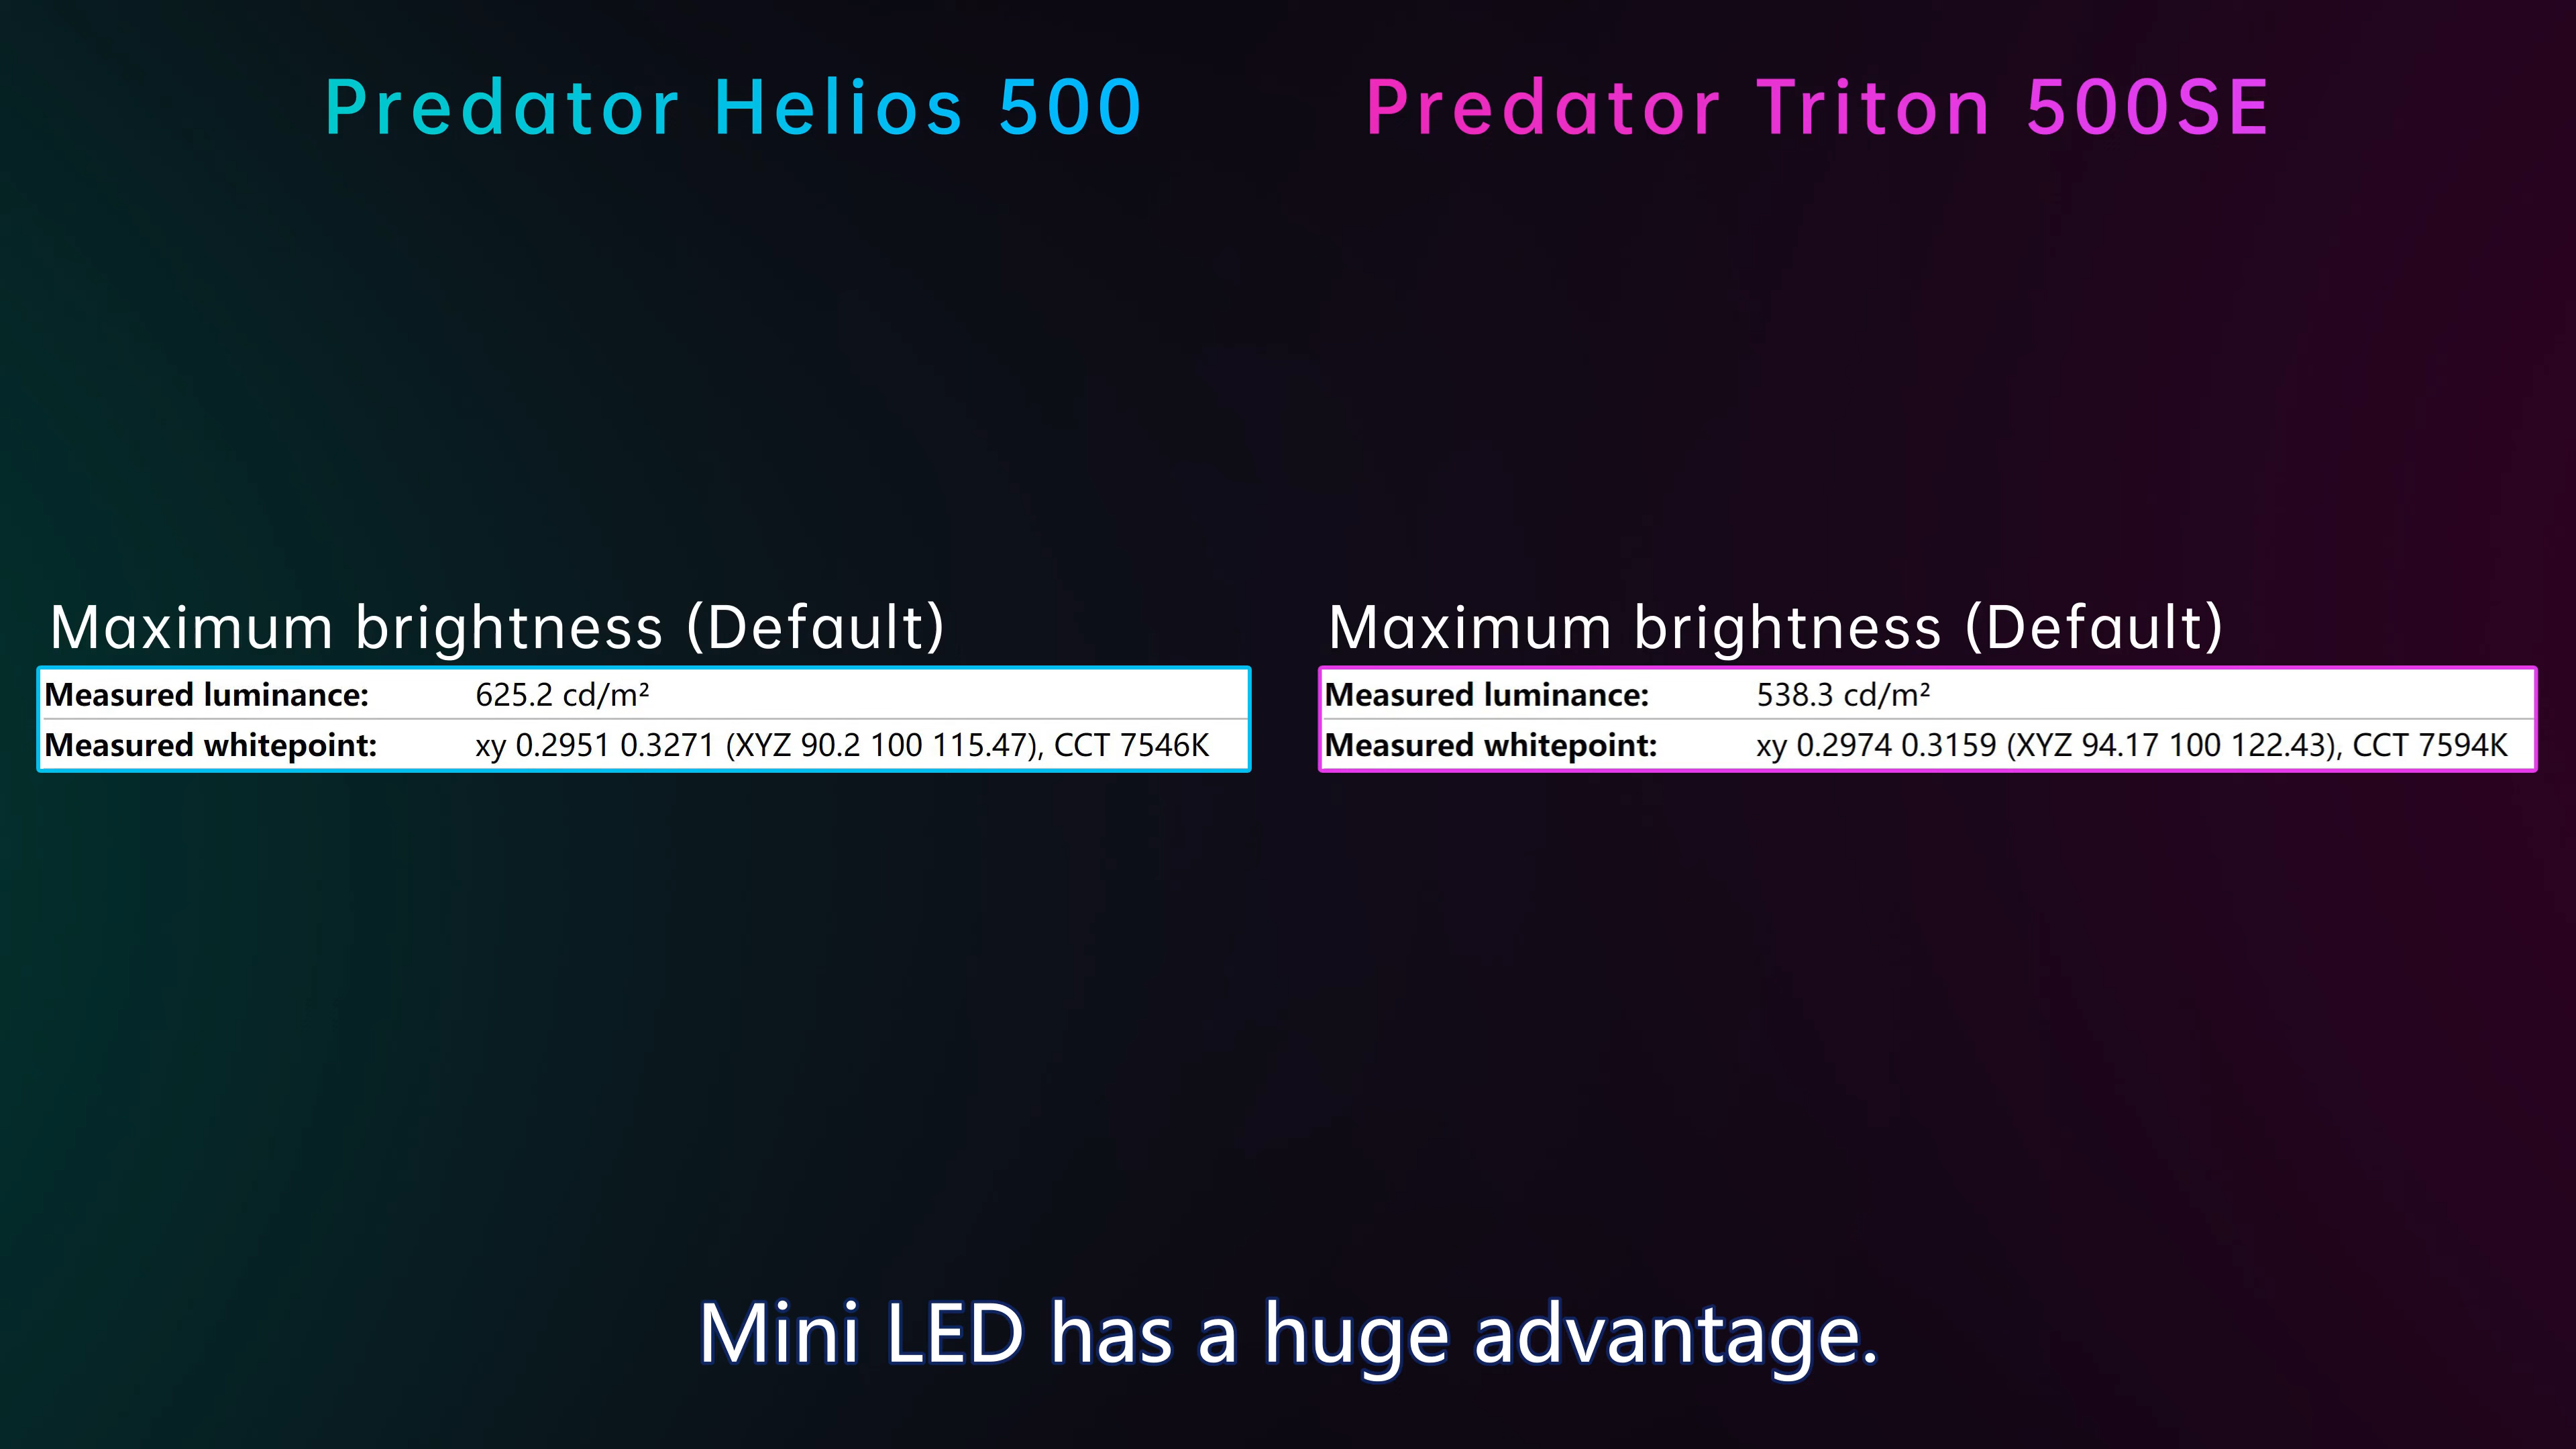 Predator Helios 500
Predator Triton 500SE
Maximum brightness (Default)
Measured luminance: 625.2 cd/m²
Measured whitepoint: xy 0.2951 0.3271 (XYZ 90.2 100 115.47), CCT 7546K
Maximum brightness (Default)
Measured luminance: 538.3 cd/m²
Measured whitepoint: xy 0.2974 0.3159 (XYZ 94.17 100 122.43), CCT 7594K
Mini LED has a huge advantage.